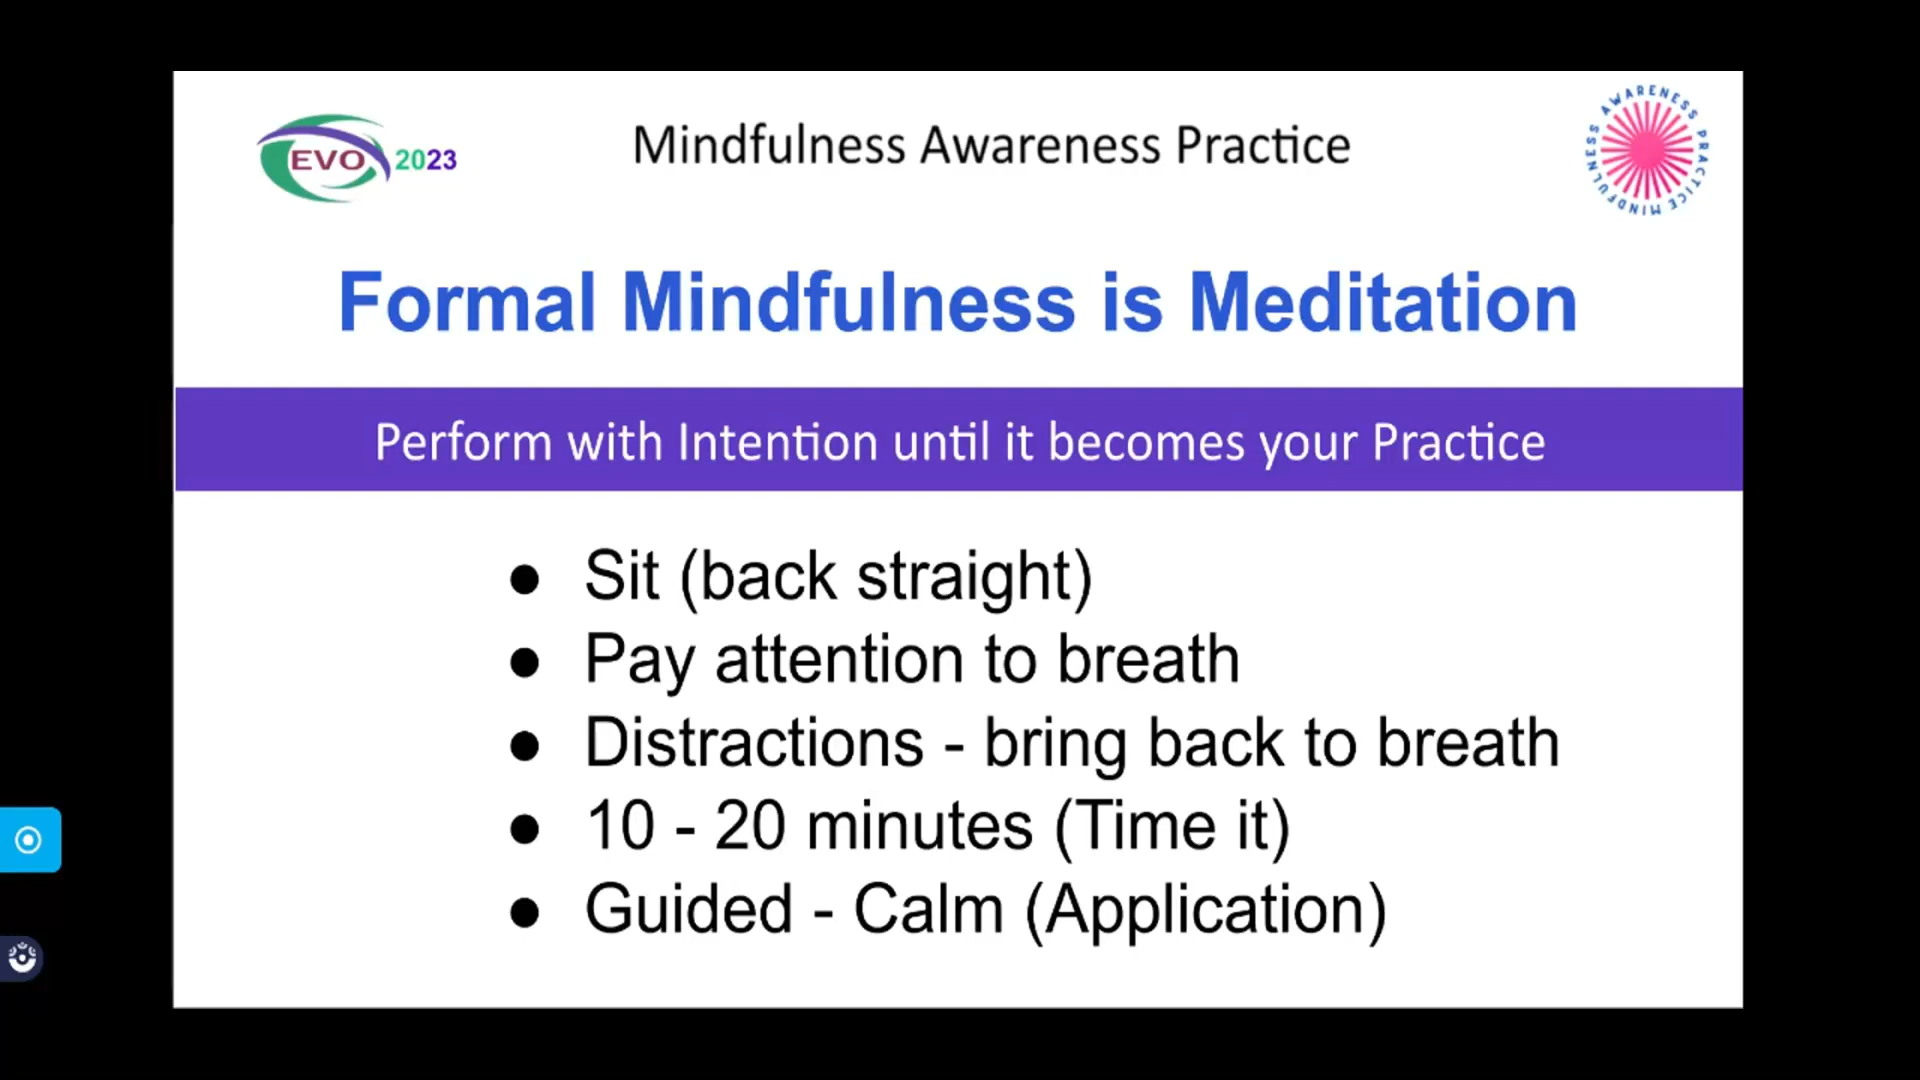 EVO 2023
Mindfulness Awareness Practice
MINDFULNESS AWARENESS PRACTICE
Formal Mindfulness is Meditation
Perform with Intention until it becomes your Practice
● Sit (back straight)
● Pay attention to breath
● Distractions - bring back to breath
● 10 - 20 minutes (Time it)
● Guided - Calm (Application)